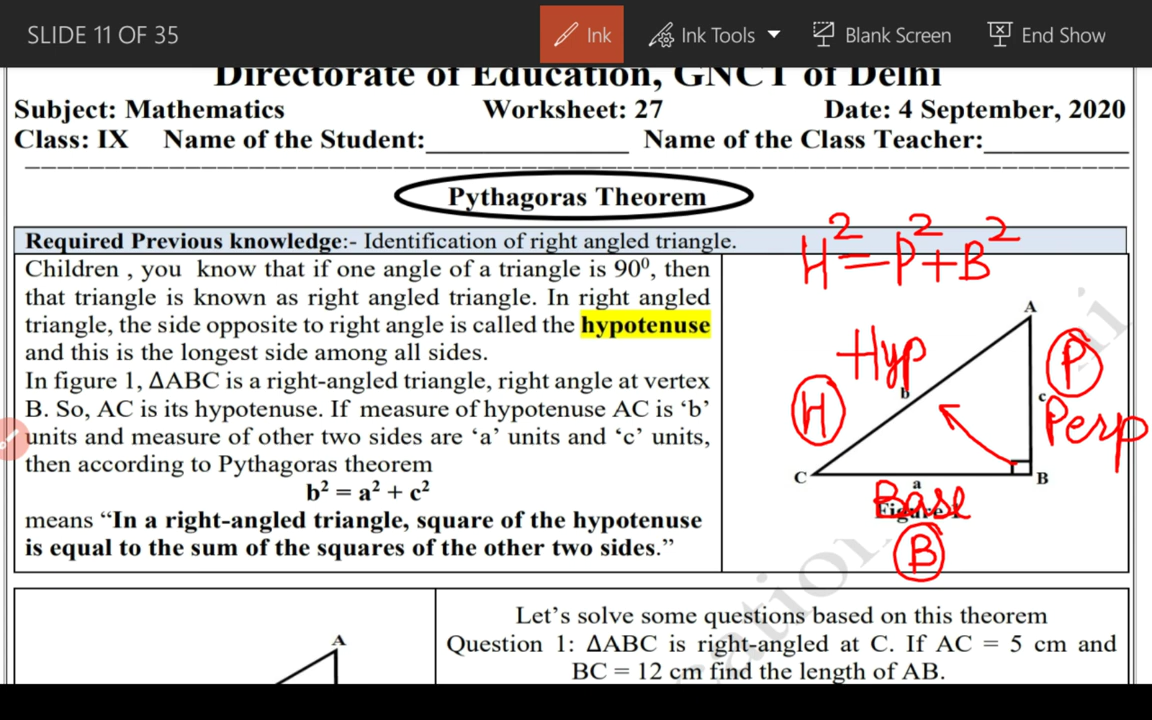 SLIDE 11 OF 35
Ink
Ink Tools
Blank Screen
End Show
Directorate of Education, GNCT of Delhi
Subject: Mathematics Worksheet: 27 Date: 4 September, 2020
Class: IX Name of the Student:______________ Name of the Class Teacher:__________
Pythagoras Theorem
Required Previous knowledge:- Identification of right angled triangle.
Children , you know that if one angle of a triangle is 90⁰, then
that triangle is known as right angled triangle. In right angled
triangle, the side opposite to right angle is called the hypotenuse
and this is the longest side among all sides.
In figure 1, ΔABC is a right-angled triangle, right angle at vertex
B. So, AC is its hypotenuse. If measure of hypotenuse AC is ‘b’
units and measure of other two sides are ‘a’ units and ‘c’ units,
then according to Pythagoras theorem
b² = a² + c²
means “In a right-angled triangle, square of the hypotenuse
is equal to the sum of the squares of the other two sides.”
H² = P² + B²
A
Hyp
P
b
c
H
Perp
C
B
a
Base
B
A
Let’s solve some questions based on this theorem
Question 1: ΔABC is right-angled at C. If AC = 5 cm and
BC = 12 cm find the length of AB.